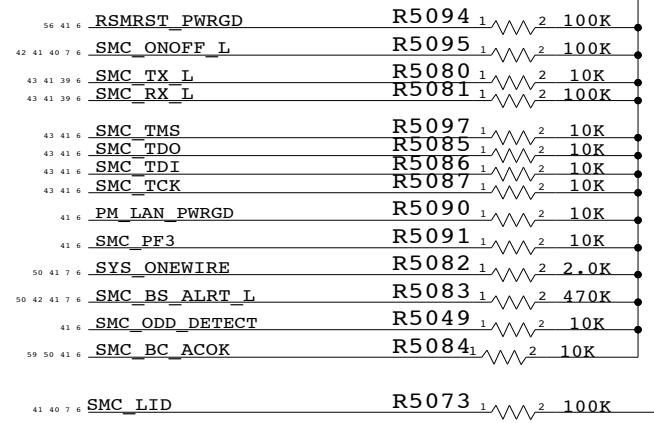 56 41 6 RSMRST_PWRGD R5094 1 2 100K
42 41 40 7 6 SMC_ONOFF_L R5095 1 2 100K
43 41 39 6 SMC_TX_L R5080 1 2 10K
43 41 39 6 SMC_RX_L R5081 1 2 100K
43 41 6 SMC_TMS R5097 1 2 10K
43 41 6 SMC_TDO R5085 1 2 10K
43 41 6 SMC_TDI R5086 1 2 10K
43 41 6 SMC_TCK R5087 1 2 10K
41 6 PM_LAN_PWRGD R5090 1 2 10K
41 6 SMC_PF3 R5091 1 2 10K
50 41 7 6 SYS_ONEWIRE R5082 1 2 2.0K
50 42 41 7 6 SMC_BS_ALRT_L R5083 1 2 470K
41 6 SMC_ODD_DETECT R5049 1 2 10K
59 50 41 6 SMC_BC_ACOK R5084 1 2 10K
41 40 7 6 SMC_LID R5073 1 2 100K